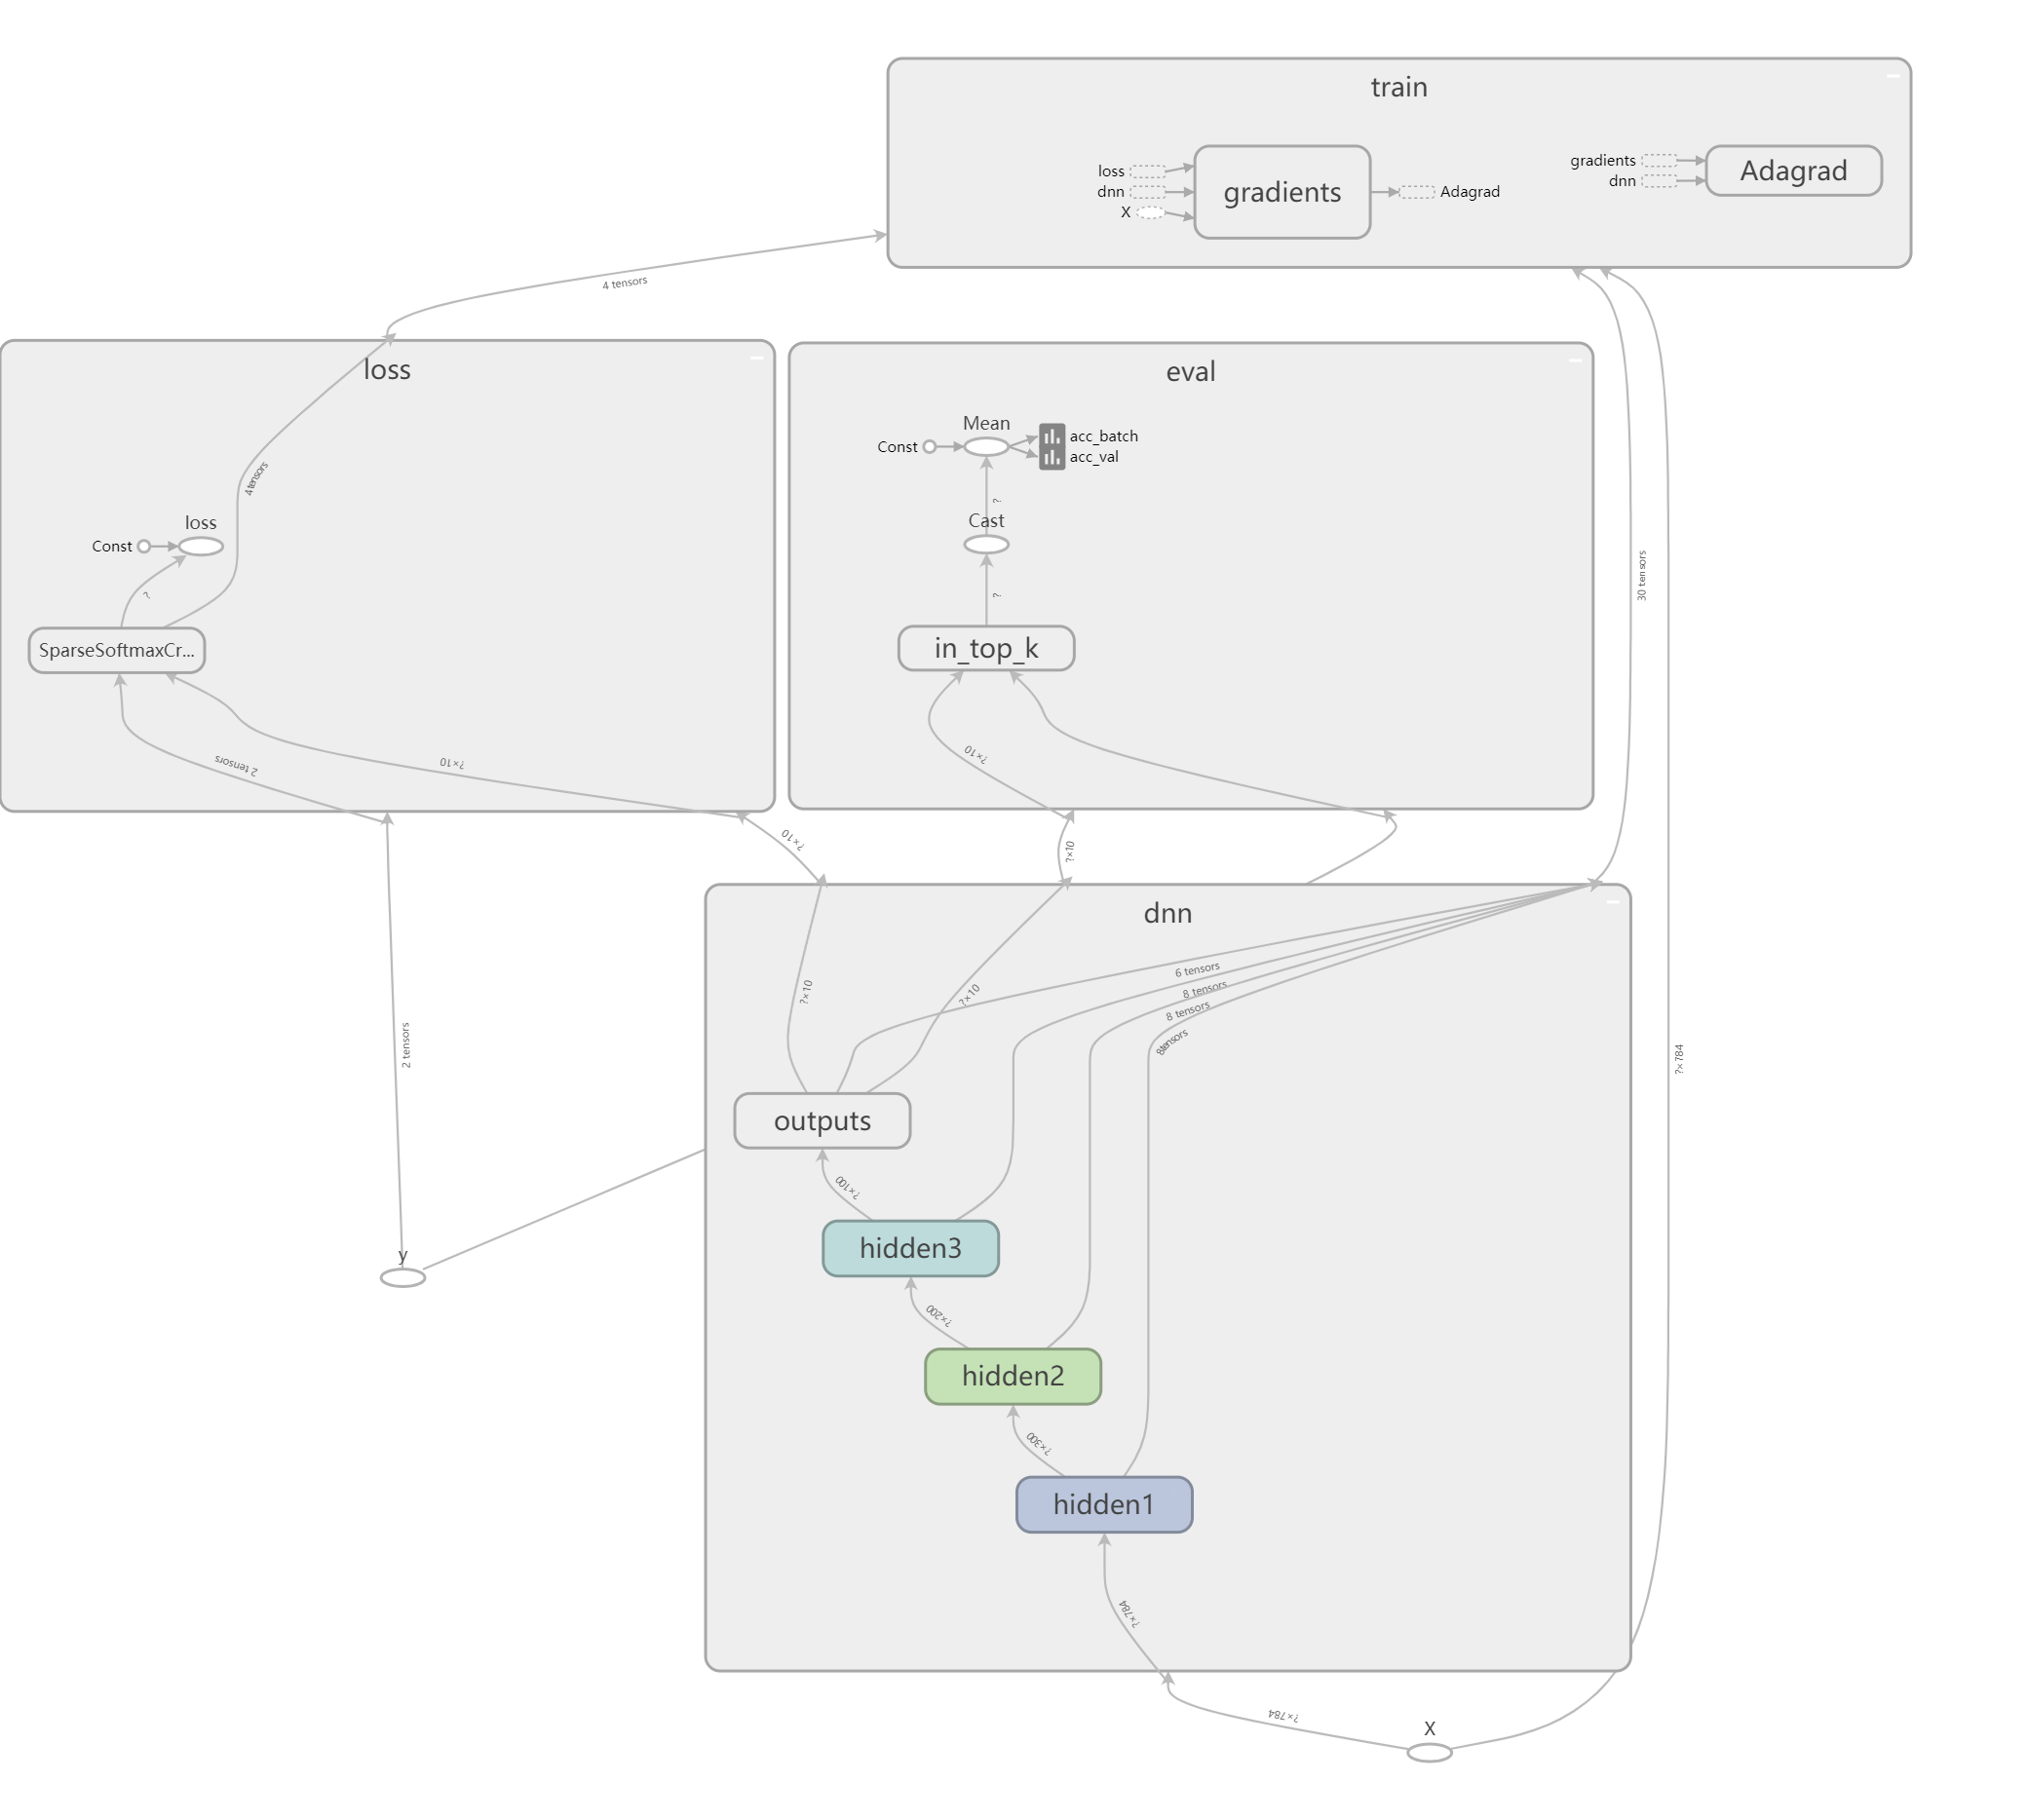 train
loss
dnn
X
gradients
Adagrad
gradients
dnn
Adagrad
4 tensors
loss
4 tensors
loss
Const
?
SparseSoftmaxCr...
2 tensors
?×10
eval
Mean
Const
acc_batch
acc_val
?
Cast
?
in_top_k
?×10
30 tensors
?×10
?×10
dnn
6 tensors
8 tensors
8 tensors
8 tensors
?×10
?×10
2 tensors
?×784
outputs
?×100
hidden3
y
?×200
hidden2
?×300
hidden1
?×784
?×784
X